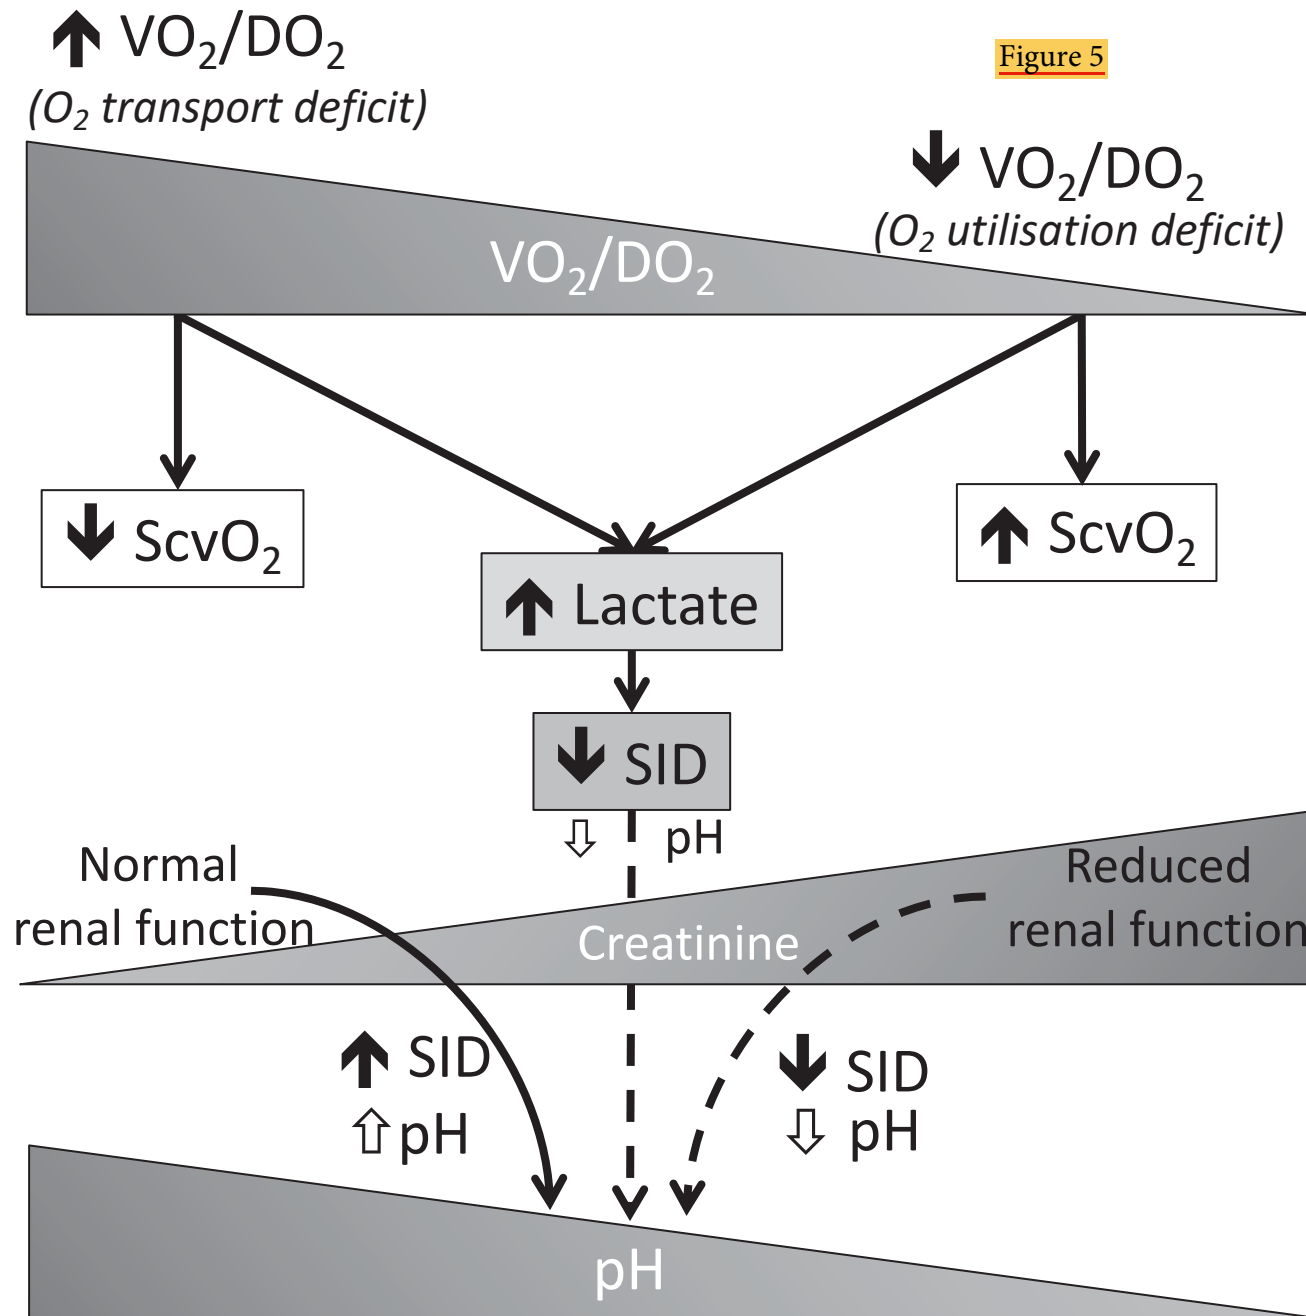 ↑ VO₂/DO₂
(O₂ transport deficit)
Figure 5
↓ VO₂/DO₂
(O₂ utilisation deficit)
VO₂/DO₂
↓ ScvO₂
↑ ScvO₂
↑ Lactate
↓ SID
⇩ pH
Normal
renal function
Reduced
renal function
Creatinine
↑ SID
⇧ pH
↓ SID
⇩ pH
pH